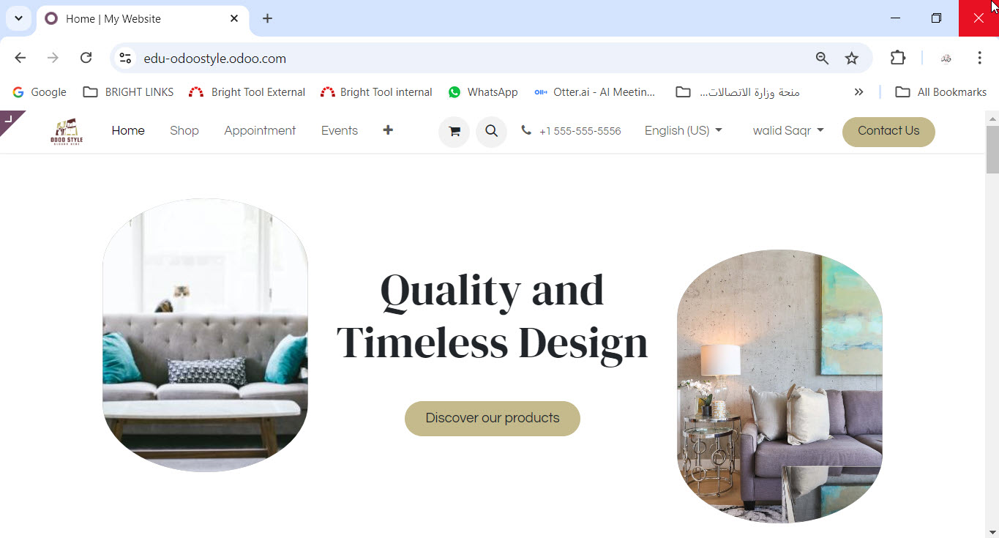 Home | My Website
edu-odoostyle.odoo.com
Google
BRIGHT LINKS
Bright Tool External
Bright Tool internal
WhatsApp
Otter.ai - AI Meetin...
منحة وزارة الاتصالات...
All Bookmarks
ODOO STYLE
Home
Shop
Appointment
Events
+1 555-555-5556
English (US)
walid Saqr
Contact Us
Quality and
Timeless Design
Discover our products